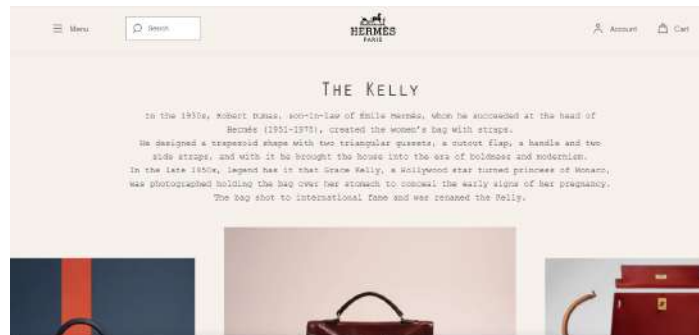 Menu
Search
HERMÈS
PARIS
Account
Cart
THE KELLY
In the 1930s, Robert Dumas, son-in-law of Émile Hermès, whom he succeeded at the head of
Hermès (1951-1978), created the women's bag with straps.
He designed a trapezoid shape with two triangular gussets, a cutout flap, a handle and two
side straps, and with it he brought the house into the era of boldness and modernism.
In the late 1950s, legend has it that Grace Kelly, a Hollywood star turned princess of Monaco,
was photographed holding the bag over her stomach to conceal the early signs of her pregnancy.
The bag shot to international fame and was renamed the Kelly.